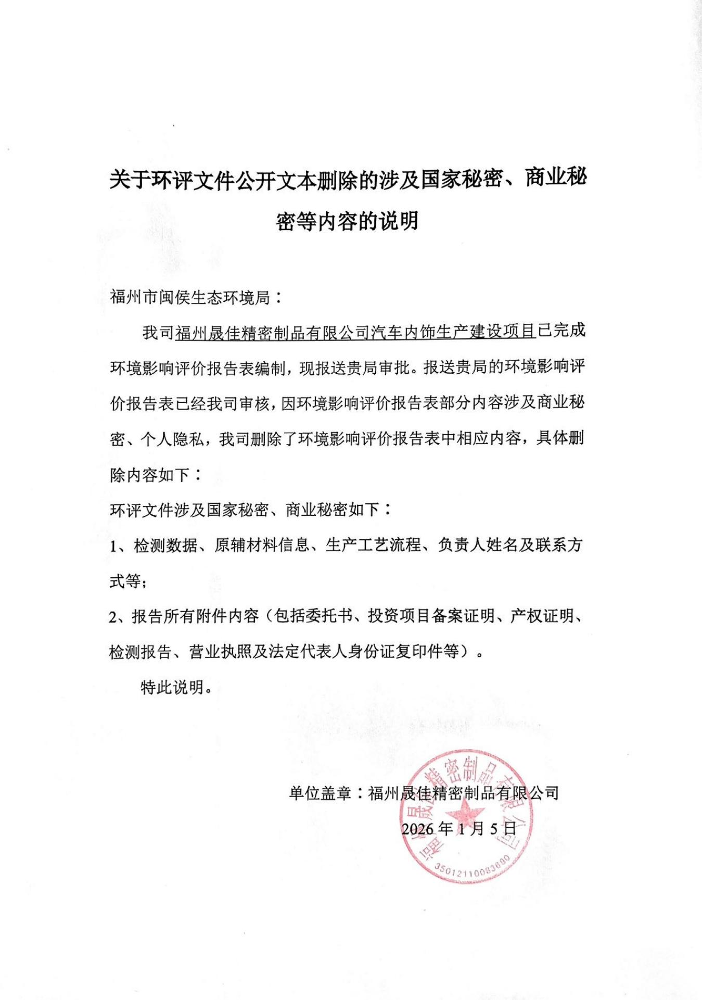 关于环评文件公开文本删除的涉及国家秘密、商业秘
密等内容的说明
福州市闽侯生态环境局：
我司福州晟佳精密制品有限公司汽车内饰生产建设项目已完成
环境影响评价报告表编制，现报送贵局审批。报送贵局的环境影响评
价报告表已经我司审核，因环境影响评价报告表部分内容涉及商业秘
密、个人隐私，我司删除了环境影响评价报告表中相应内容，具体删
除内容如下：
环评文件涉及国家秘密、商业秘密如下：
1、检测数据、原辅材料信息、生产工艺流程、负责人姓名及联系方
式等；
2、报告所有附件内容（包括委托书、投资项目备案证明、产权证明、
检测报告、营业执照及法定代表人身份证复印件等）。
特此说明。
单位盖章：福州晟佳精密制品有限公司
2026 年 1 月 5 日
福州晟佳精密制品有限公司
35012110083680